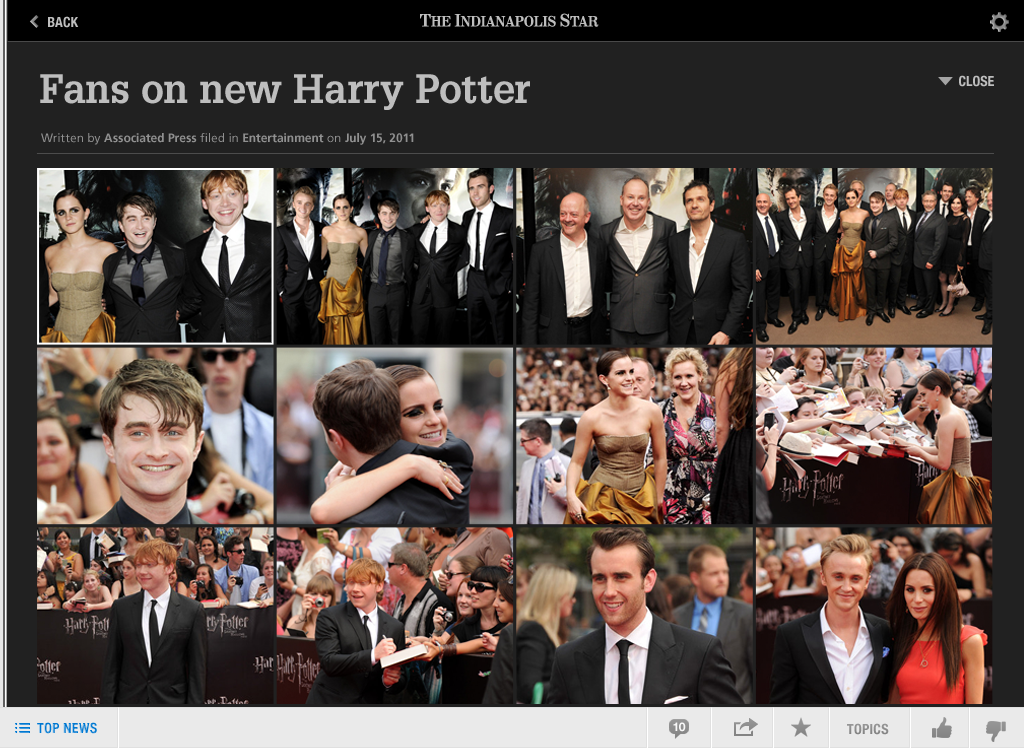 BACK
THE INDIANAPOLIS STAR
Fans on new Harry Potter
CLOSE
Written by Associated Press filed in Entertainment on July 15, 2011
Harry Potter
Harry
Harry Potter
Harry Potter
TOP NEWS
10
TOPICS